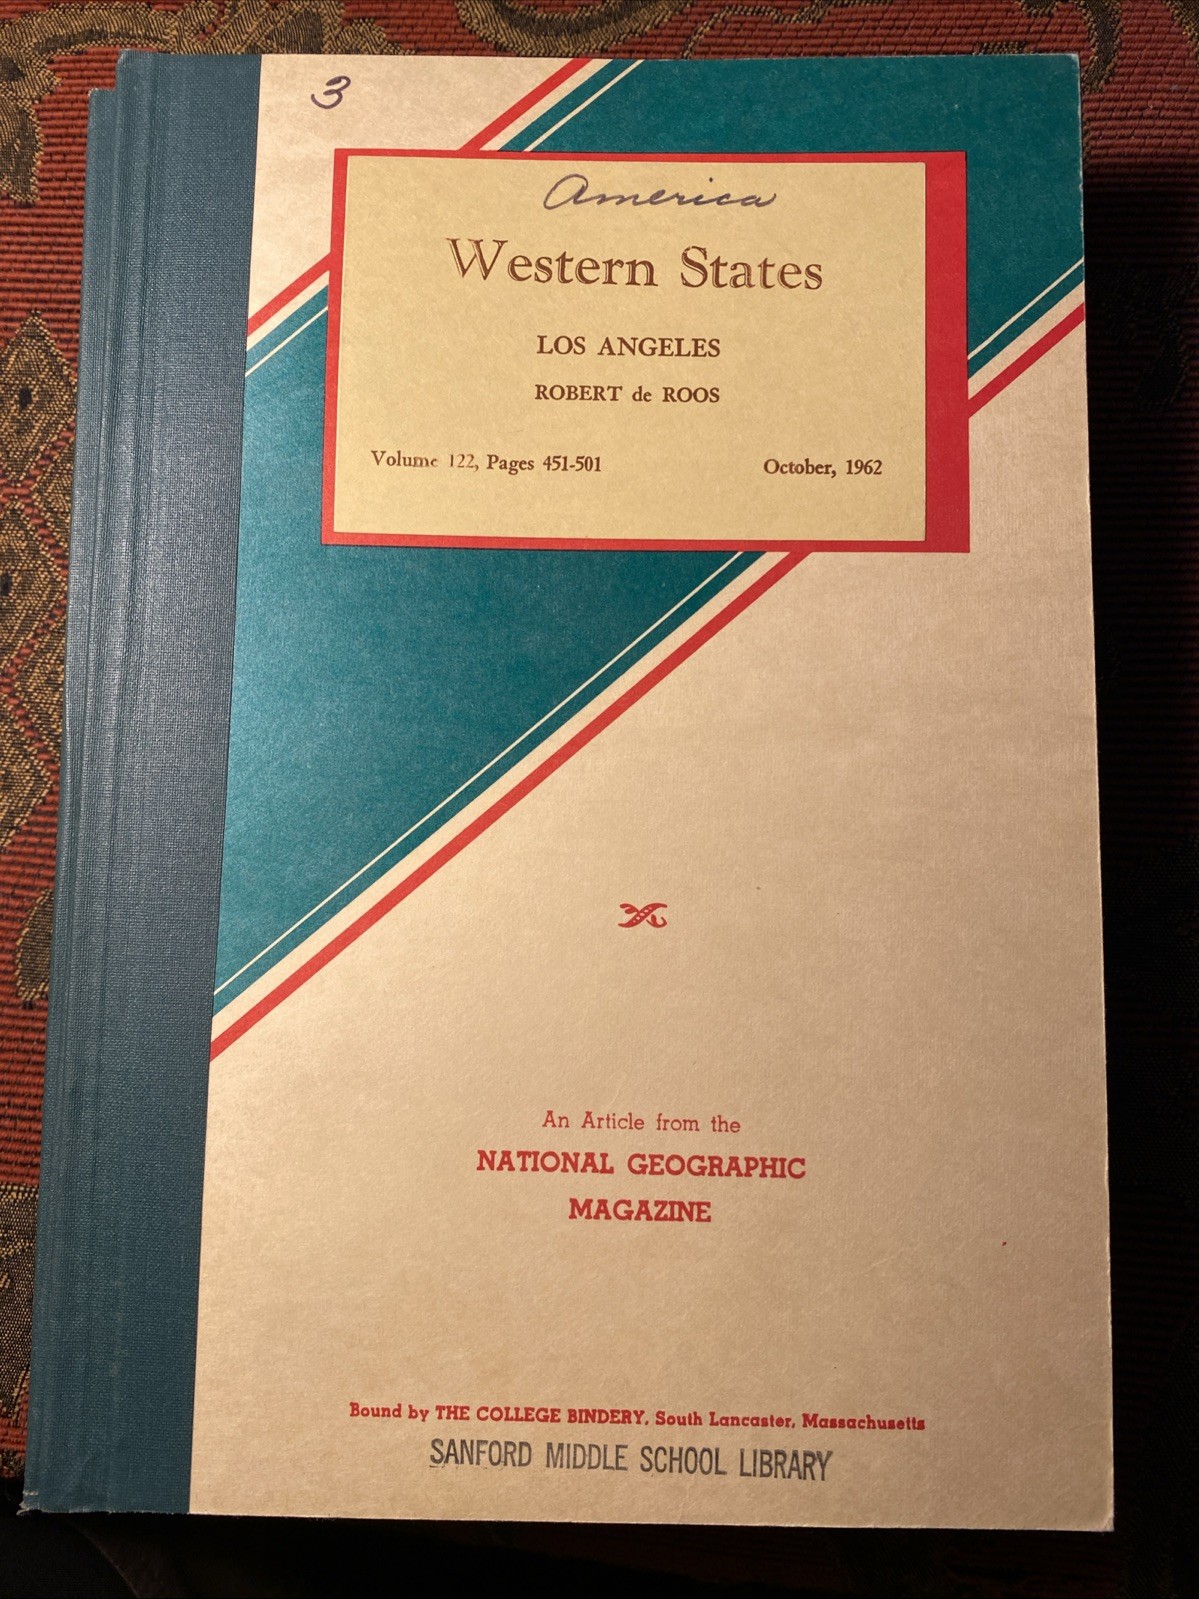 3
America
Western States
LOS ANGELES
ROBERT de ROOS
Volume 122, Pages 451-501 October, 1962
An Article from the
NATIONAL GEOGRAPHIC
MAGAZINE
Bound by THE COLLEGE BINDERY, South Lancaster, Massachusetts
SANFORD MIDDLE SCHOOL LIBRARY